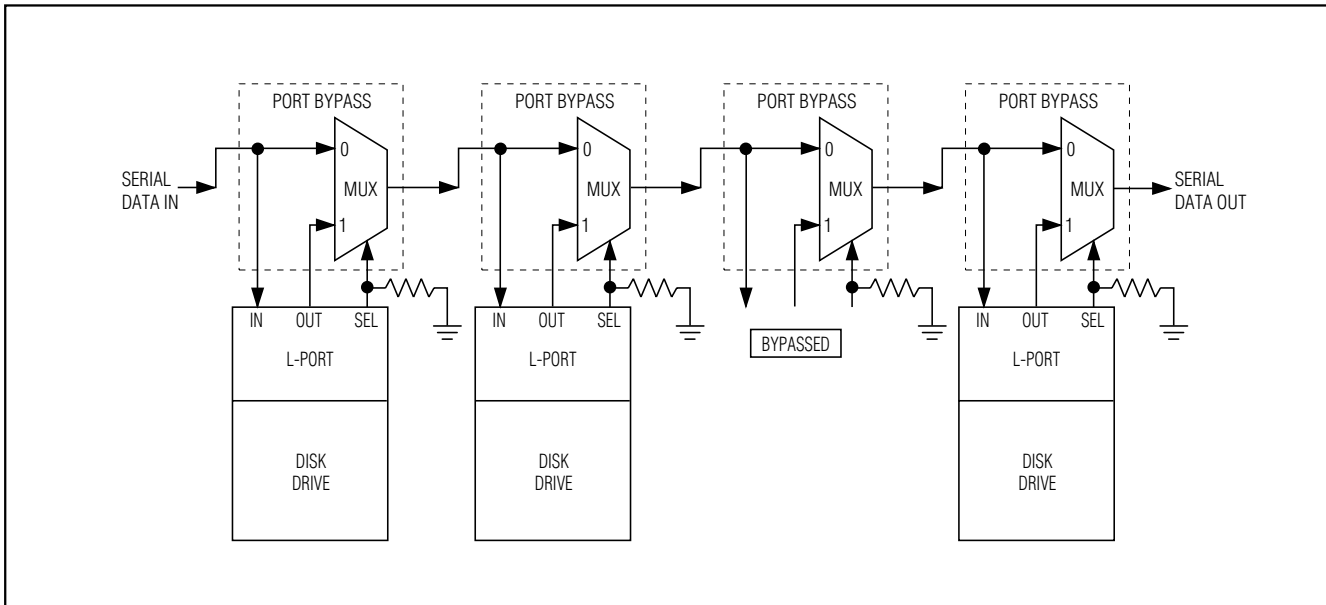 PORT BYPASS
PORT BYPASS
PORT BYPASS
PORT BYPASS
0
0
0
0
SERIAL
DATA IN
MUX
MUX
MUX
MUX
SERIAL
DATA OUT
1
1
1
1
IN OUT SEL
IN OUT SEL
IN OUT SEL
L-PORT
L-PORT
BYPASSED
L-PORT
DISK
DRIVE
DISK
DRIVE
DISK
DRIVE